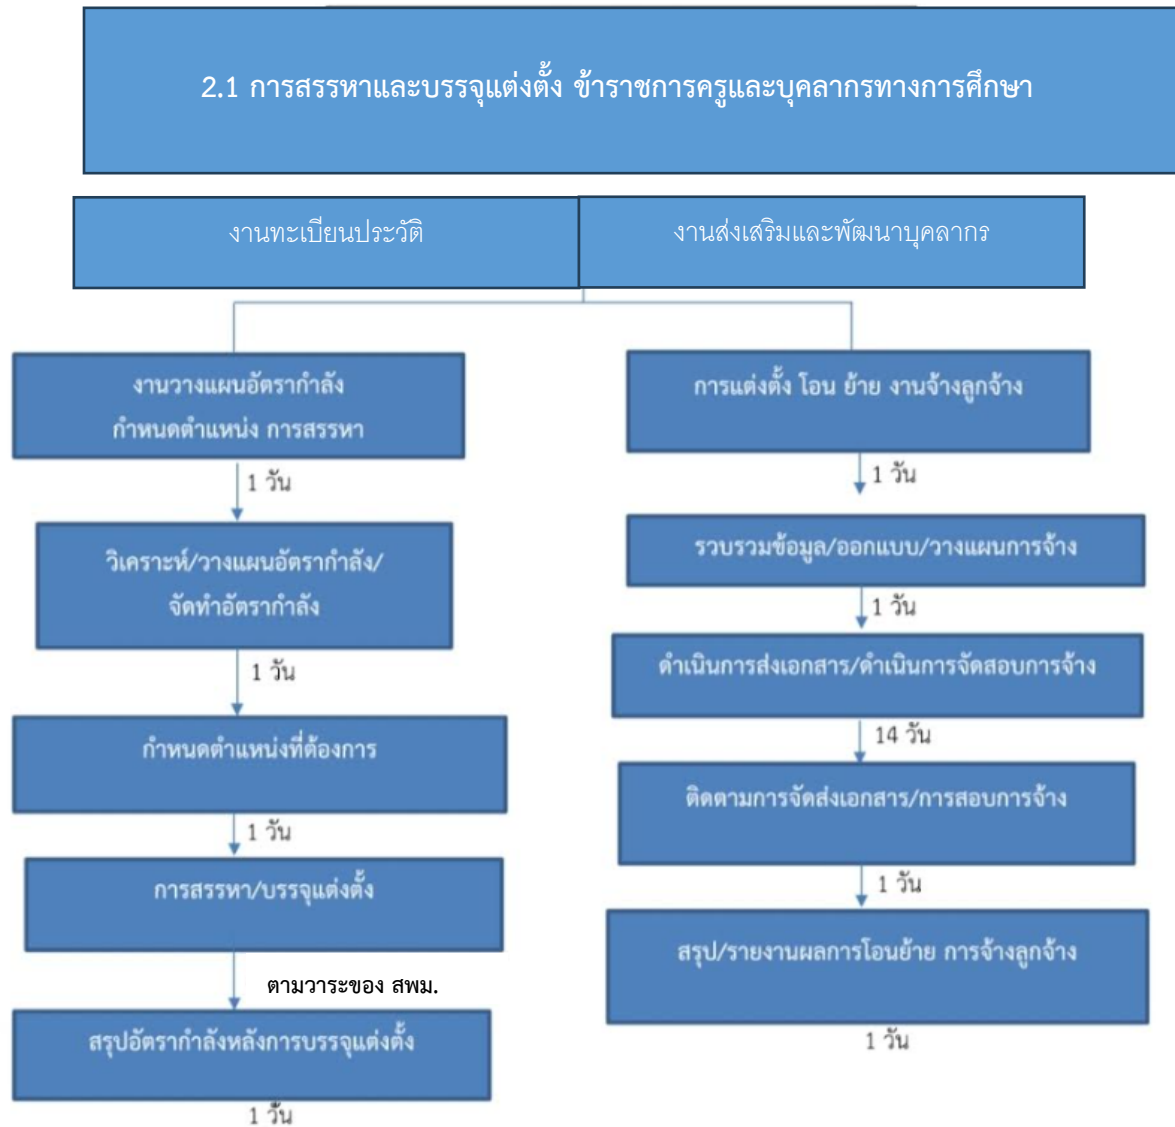 2.1 การสรรหาและบรรจุแต่งตั้ง ข้าราชการครูและบุคลากรทางการศึกษา
งานทะเบียนประวัติ
งานส่งเสริมและพัฒนาบุคลากร
งานวางแผนอัตรากำลัง
กำหนดตำแหน่ง การสรรหา
1 วัน
วิเคราะห์/วางแผนอัตรากำลัง/
จัดทำอัตรากำลัง
1 วัน
กำหนดตำแหน่งที่ต้องการ
1 วัน
การสรรหา/บรรจุแต่งตั้ง
ตามวาระของ สพม.
สรุปอัตรากำลังหลังการบรรจุแต่งตั้ง
1 วัน
การแต่งตั้ง โอน ย้าย งานจ้างลูกจ้าง
1 วัน
รวบรวมข้อมูล/ออกแบบ/วางแผนการจ้าง
1 วัน
ดำเนินการส่งเอกสาร/ดำเนินการจัดสอบการจ้าง
14 วัน
ติดตามการจัดส่งเอกสาร/การสอบการจ้าง
1 วัน
สรุป/รายงานผลการโอนย้าย การจ้างลูกจ้าง
1 วัน